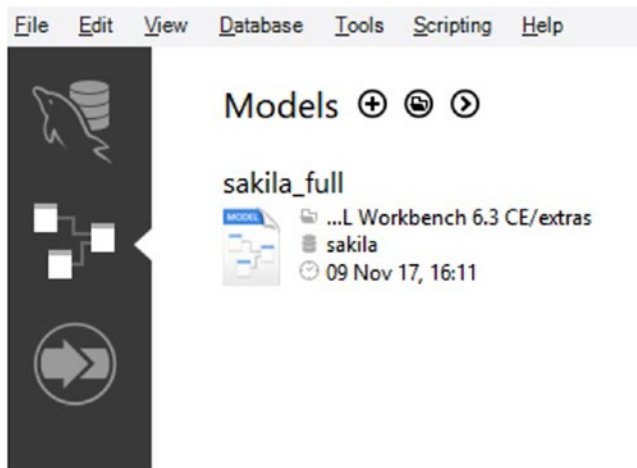 File Edit View Database Tools Scripting Help
Models
sakila_full
MODEL
...L Workbench 6.3 CE/extras
sakila
09 Nov 17, 16:11